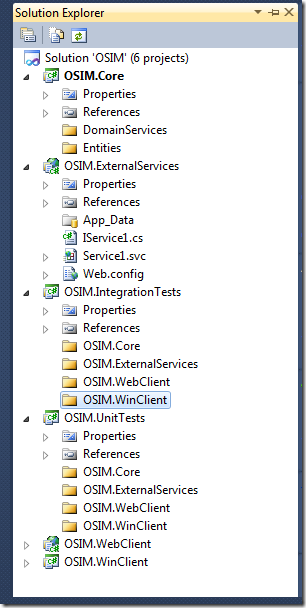 Solution Explorer
Solution 'OSIM' (6 projects)
OSIM.Core
Properties
References
DomainServices
Entities
OSIM.ExternalServices
Properties
References
App_Data
IService1.cs
Service1.svc
Web.config
OSIM.IntegrationTests
Properties
References
OSIM.Core
OSIM.ExternalServices
OSIM.WebClient
OSIM.WinClient
OSIM.UnitTests
Properties
References
OSIM.Core
OSIM.ExternalServices
OSIM.WebClient
OSIM.WinClient
OSIM.WebClient
OSIM.WinClient